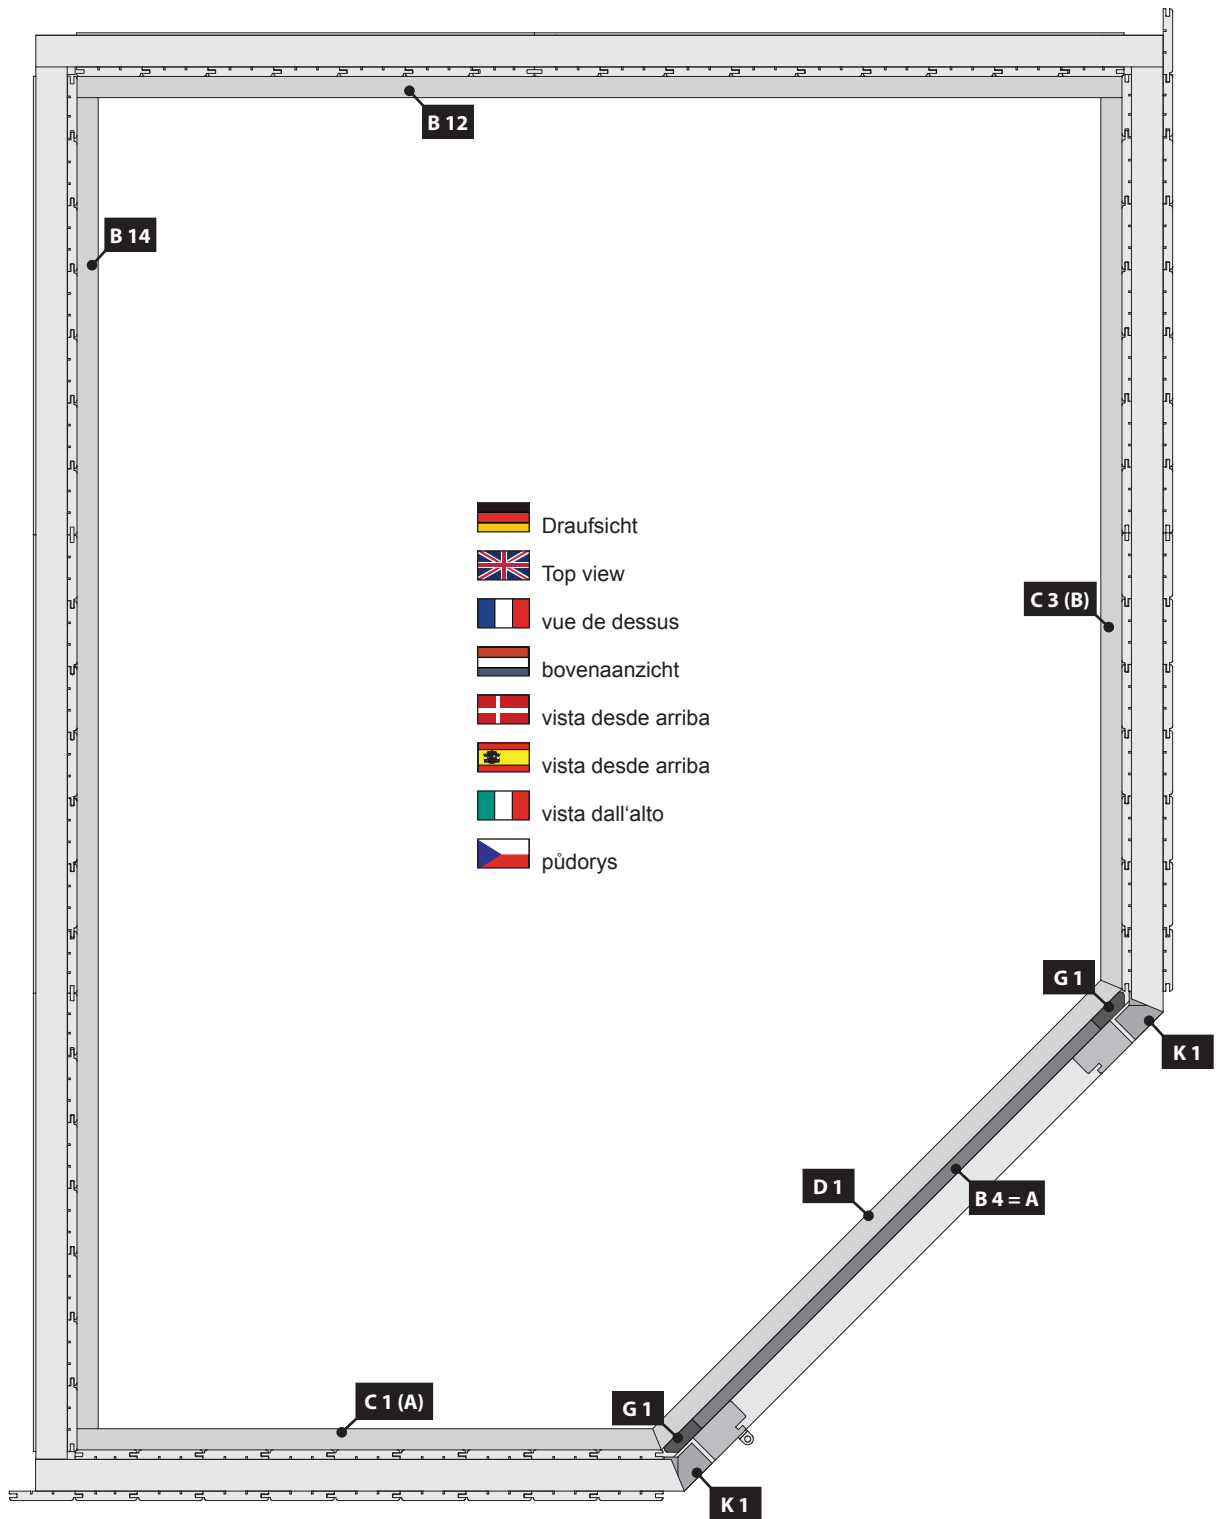 B 12
B 14
Draufsicht
Top view
vue de dessus
C 3 (B)
bovenaanzicht
vista desde arriba
vista desde arriba
vista dall‘alto
půdorys
G 1
K 1
D 1
B 4 = A
C 1 (A)
G 1
K 1